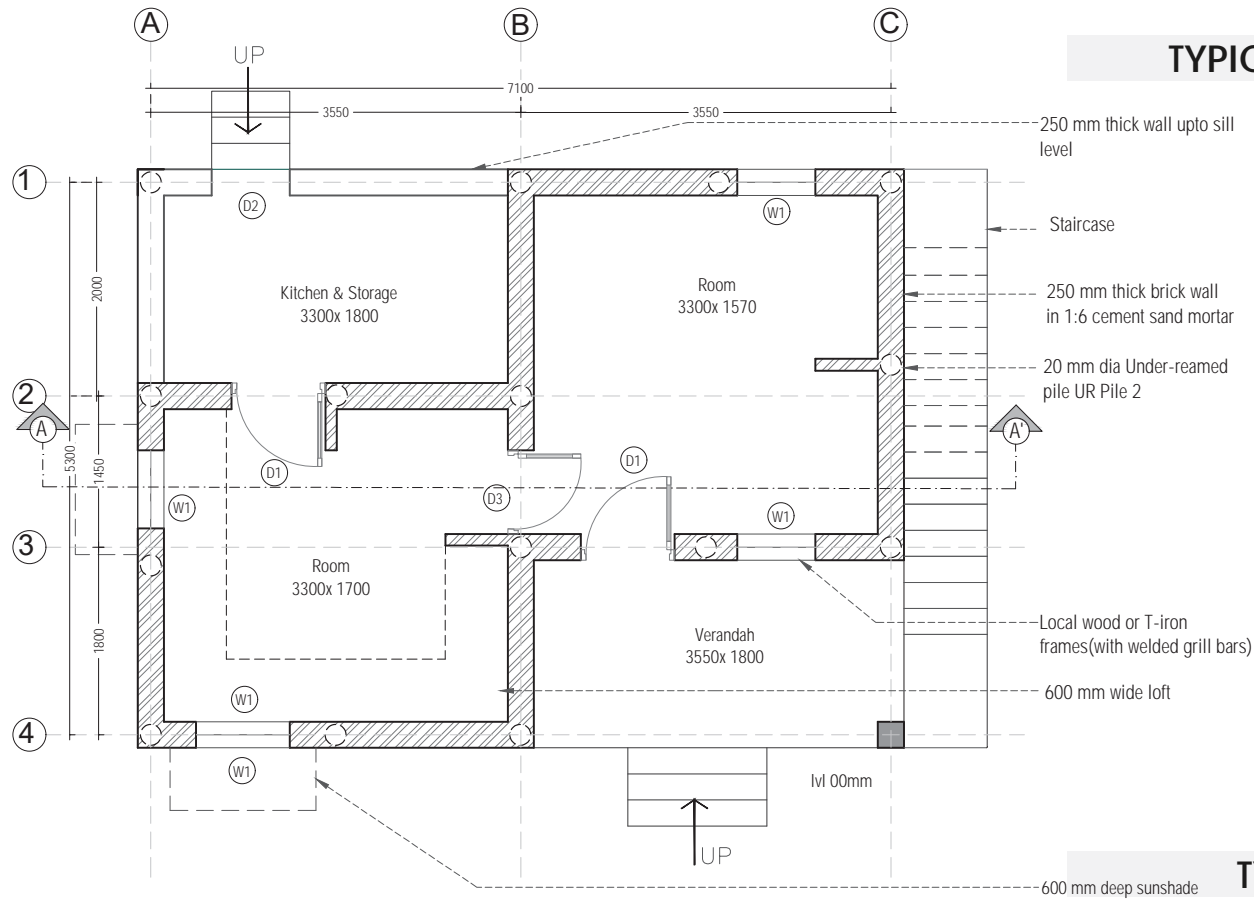 A
B
C
UP
TYPIC
7100
3550
3550
250 mm thick wall upto sill
level
1
D2
W1
Staircase
2000
Kitchen & Storage
3300x 1800
Room
3300x 1570
250 mm thick brick wall
in 1:6 cement sand mortar
20 mm dia Under-reamed
pile UR Pile 2
2
A
A'
5300
1450
D1
D1
D3
W1
W1
3
Room
3300x 1700
1800
Verandah
3550x 1800
Local wood or T-iron
frames(with welded grill bars)
600 mm wide loft
W1
4
W1
lvl 00mm
UP
600 mm deep sunshade